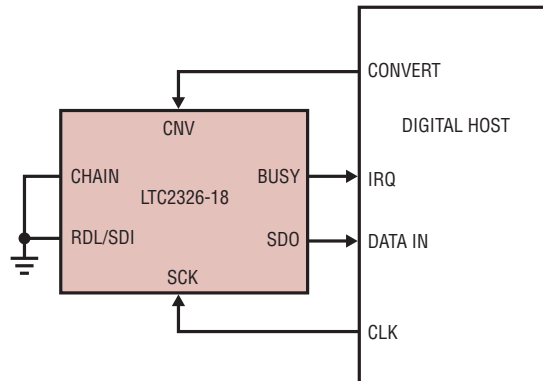 CONVERT
CNV
DIGITAL HOST
CHAIN
BUSY
IRQ
LTC2326-18
RDL/SDI
SDO
DATA IN
SCK
CLK